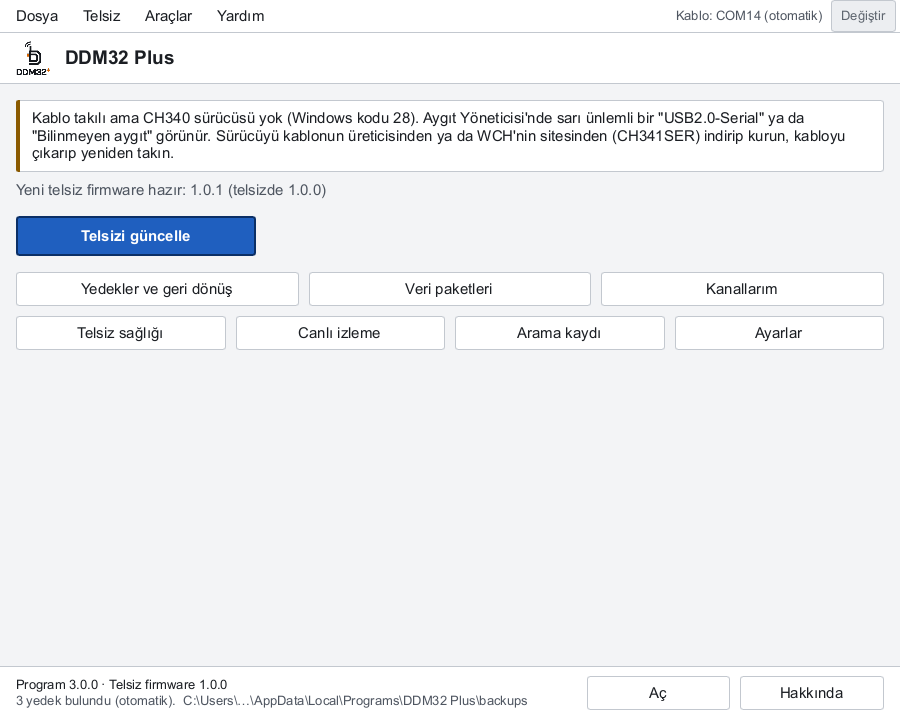 Dosya Telsiz Araçlar Yardım Kablo: COM14 (otomatik) Değiştir
DDM32+ DDM32 Plus
Kablo takılı ama CH340 sürücüsü yok (Windows kodu 28). Aygıt Yöneticisi'nde sarı ünlemli bir "USB2.0-Serial" ya da
"Bilinmeyen aygıt" görünür. Sürücüyü kablonun üreticisinden ya da WCH'nin sitesinden (CH341SER) indirip kurun, kabloyu
çıkarıp yeniden takın.
Yeni telsiz firmware hazır: 1.0.1 (telsizde 1.0.0)
Telsizi güncelle
Yedekler ve geri dönüş Veri paketleri Kanallarım
Telsiz sağlığı Canlı izleme Arama kaydı Ayarlar
Program 3.0.0 · Telsiz firmware 1.0.0
3 yedek bulundu (otomatik). C:\Users\...\AppData\Local\Programs\DDM32 Plus\backups
Aç Hakkında